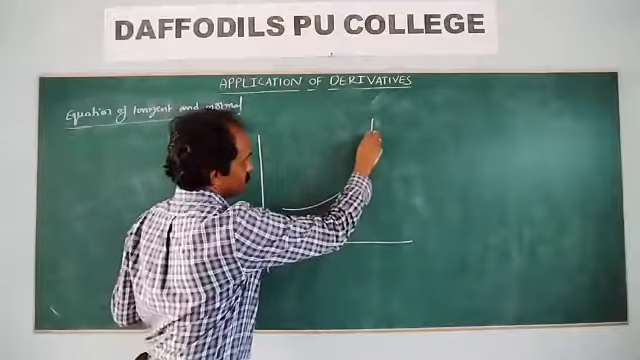 DAFFODILS PU COLLEGE
APPLICATION OF DERIVATIVES
Equation of tangent and normal